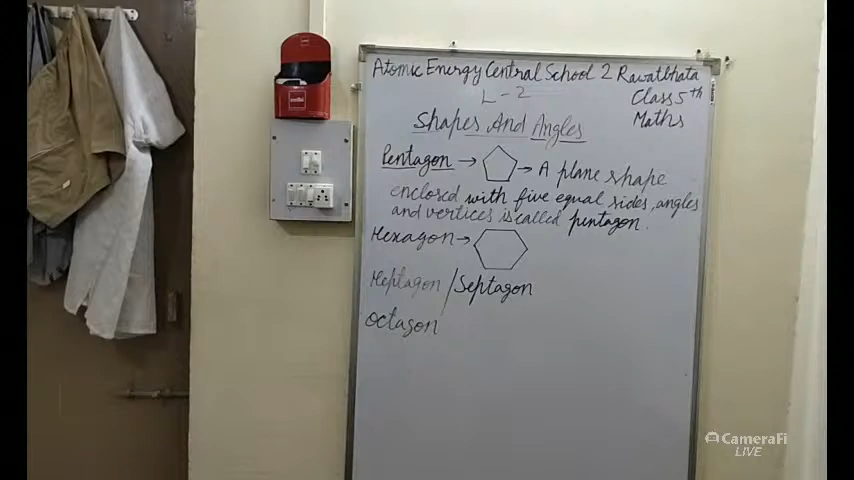 Atomic Energy Central School 2 Rawatbhata
L-2
Class 5th
Maths
Shapes And Angles
Pentagon → → A plane shape
enclosed with five equal sides, angles
and vertices is called pentagon.
Hexagon →
Heptagon / Septagon
Octagon
CameraFi
LIVE